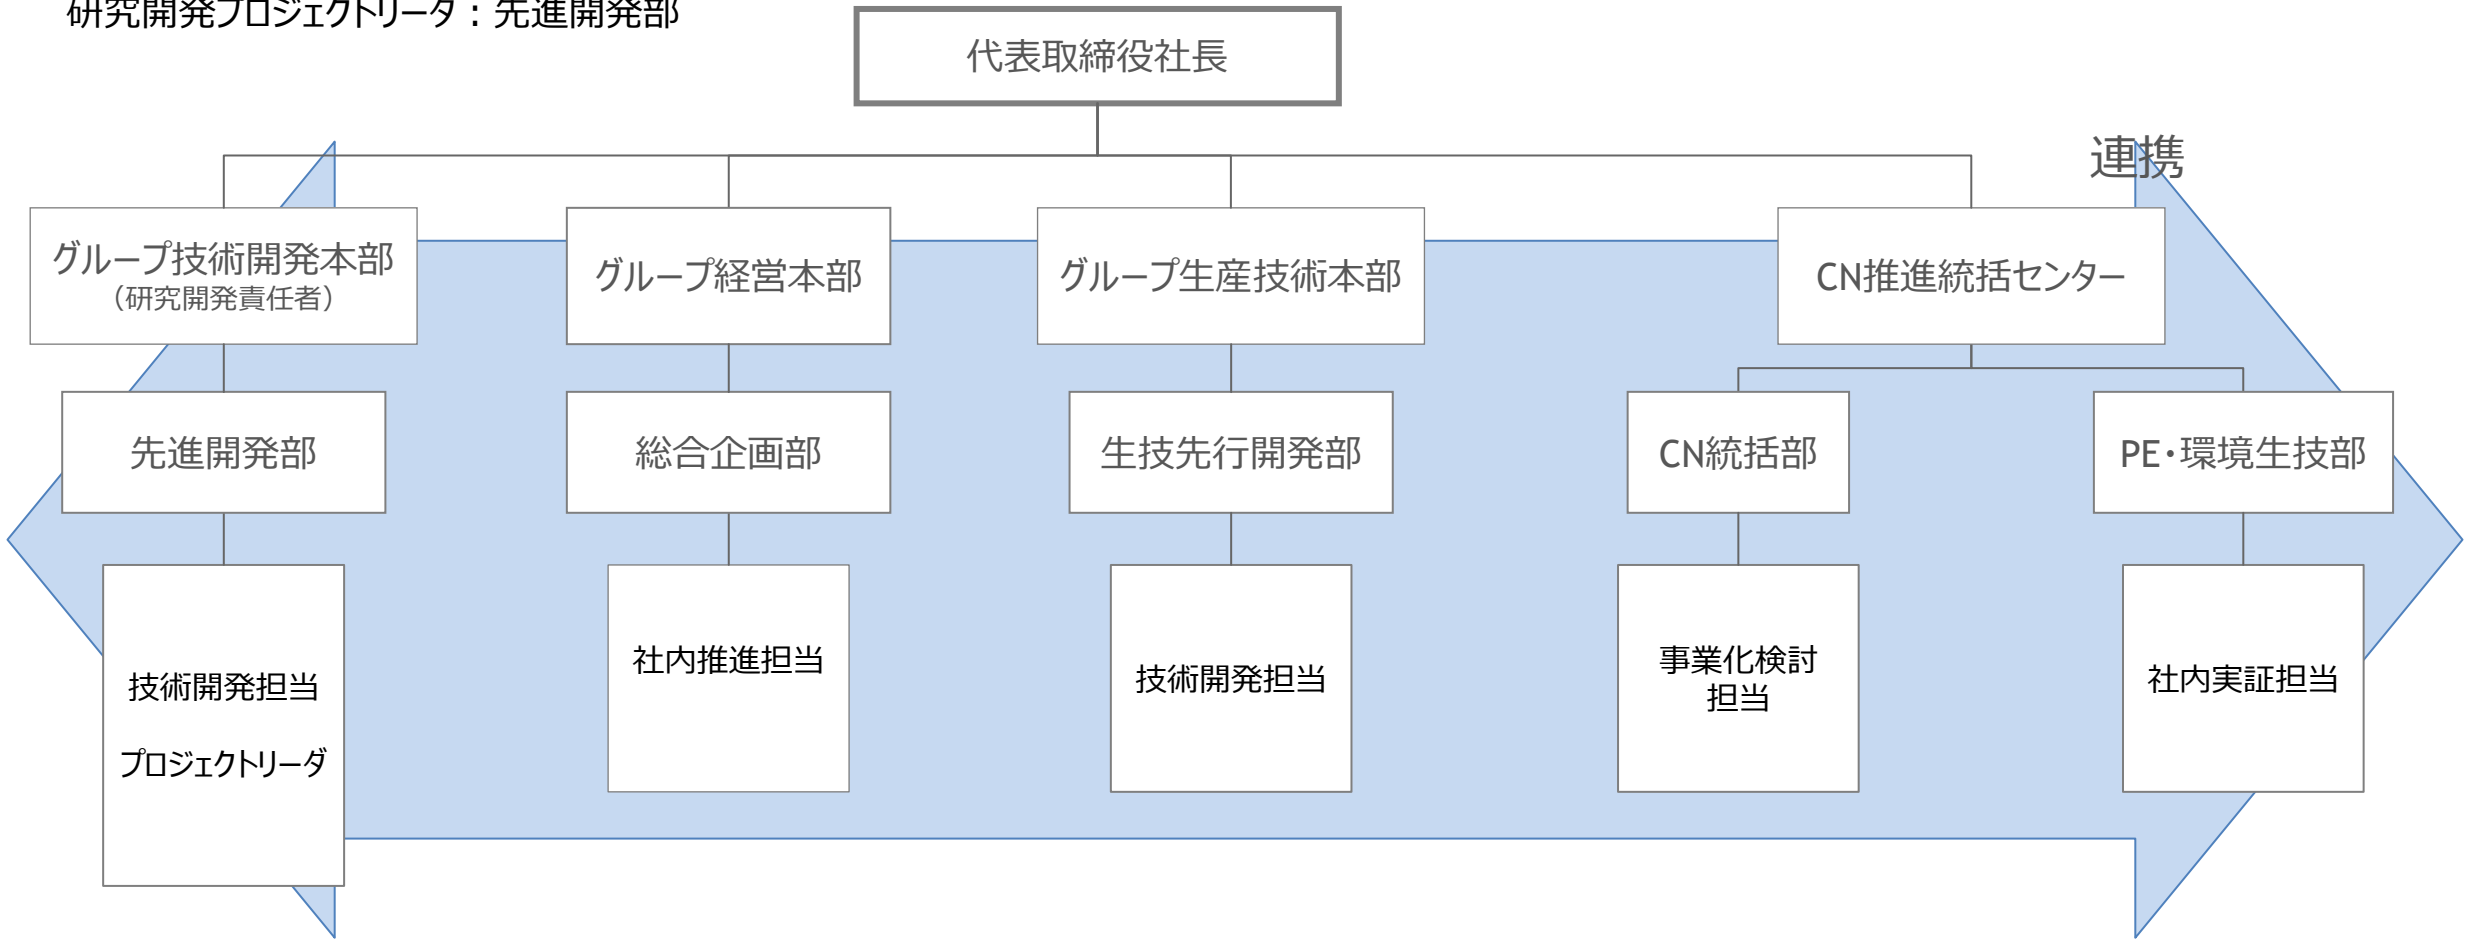 研究開発プロジェクトリーダ：先進開発部
代表取締役社長
連携
グループ技術開発本部
（研究開発責任者）
グループ経営本部
グループ生産技術本部
CN推進統括センター
先進開発部
総合企画部
生技先行開発部
CN統括部
PE・環境生技部
技術開発担当
プロジェクトリーダ
社内推進担当
技術開発担当
事業化検討
担当
社内実証担当